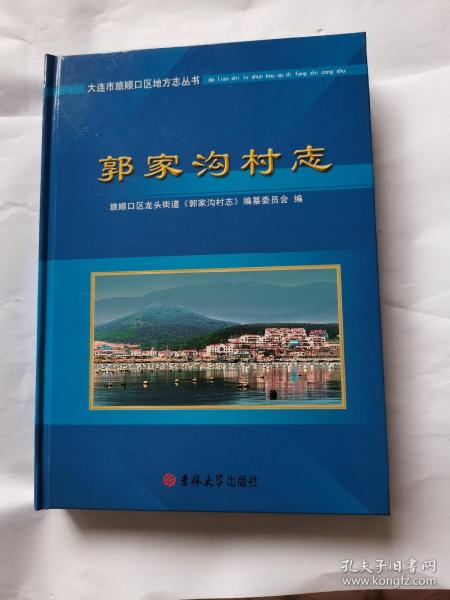 大连市旅顺口区地方志丛书 da lian shi lv shun kou qu di fang zhi cong shu
郭家沟村志
旅顺口区龙头街道《郭家沟村志》编纂委员会 编
吉林大学出版社
孔夫子旧书网
www.kongfz.com